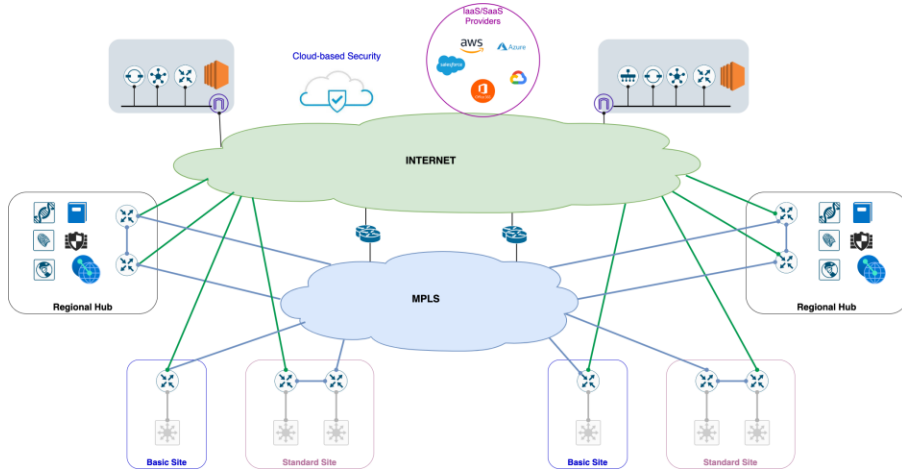 IaaS/SaaS
Providers
aws
Azure
salesforce
Cloud-based Security
INTERNET
MPLS
Regional Hub
Regional Hub
Basic Site
Standard Site
Basic Site
Standard Site